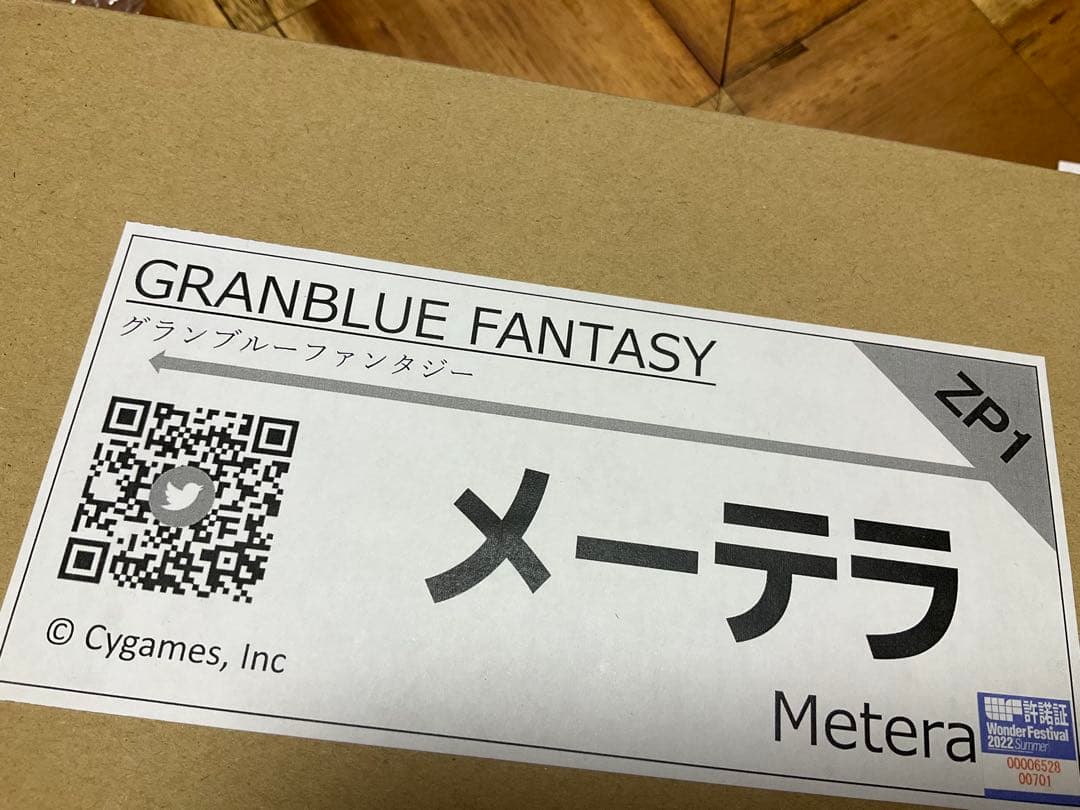 GRANBLUE FANTASY
グランブルーファンタジー
ZP1
メーテラ
© Cygames, Inc
Metera
許諾証
Wonder Festival
2022 Summer
00006528
00701